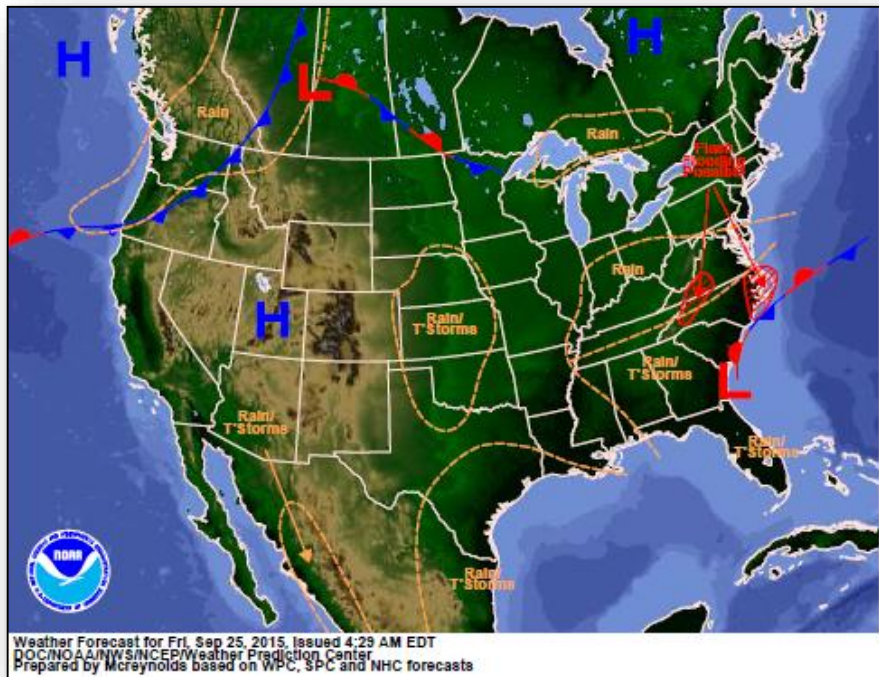 H
H
L
Rain
Rain
Flash
Flooding
Possible
Rain
H
Rain/
T'Storms
Rain/
T'Storms
L
Rain/
T'Storms
Rain/
T'Storms
Rain/
T'Storms
NOAA
Weather Forecast for Fri, Sep 25, 2015, issued 4:29 AM EDT
DOC/NOAA/NWS/NCEP/Weather Prediction Center
Prepared by Mcreynolds based on WPC, SPC and NHC forecasts